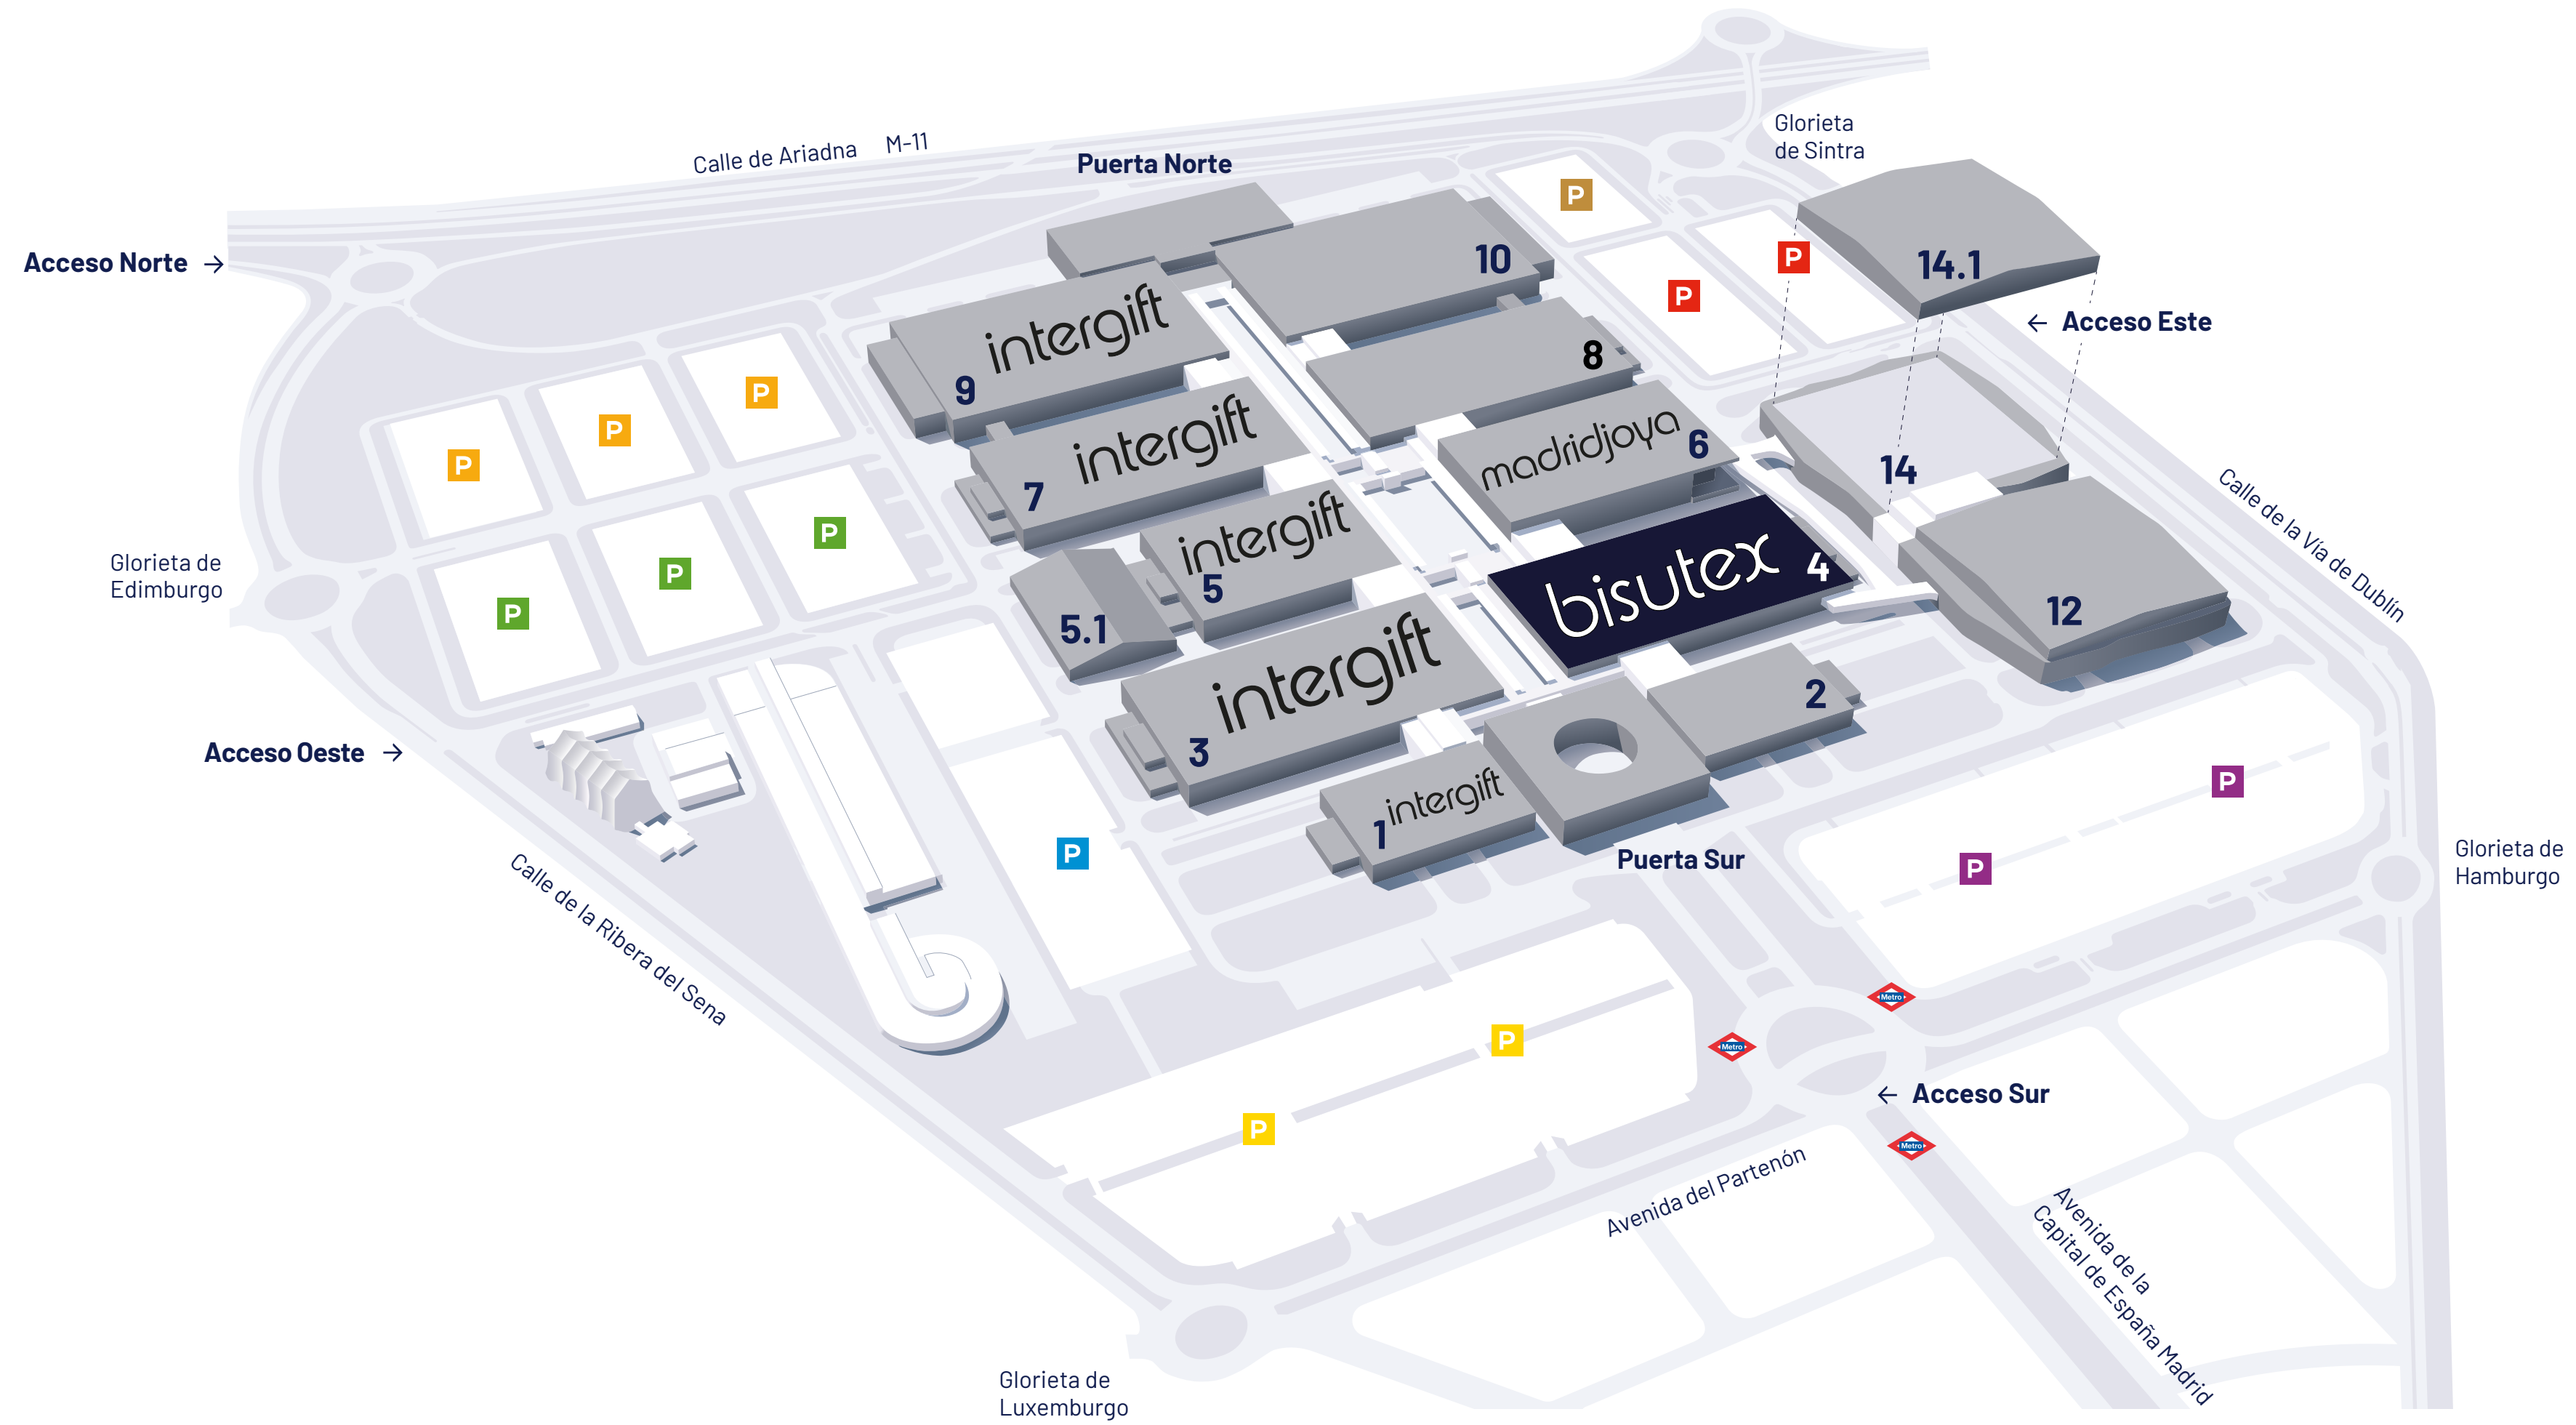 Glorieta
de Sintra
Calle de Ariadna M-11
Puerta Norte
P
Acceso Norte →
10
P
14.1
P
← Acceso Este
intergift
9
8
P
P
P
intergift
7
madridjoya
6
14
Calle de la Vía de Dublín
Glorieta de
Edimburgo
P
P
P
intergift
5
5.1
bisutex
4
12
intergift
3
2
Acceso Oeste →
P
intergift
1
Puerta Sur
P
P
Glorieta de
Hamburgo
Calle de la Ribera del Sena
P
P
Metro
Metro
← Acceso Sur
Metro
Avenida del Partenón
Avenida de la
Capital de España Madrid
Glorieta de
Luxemburgo